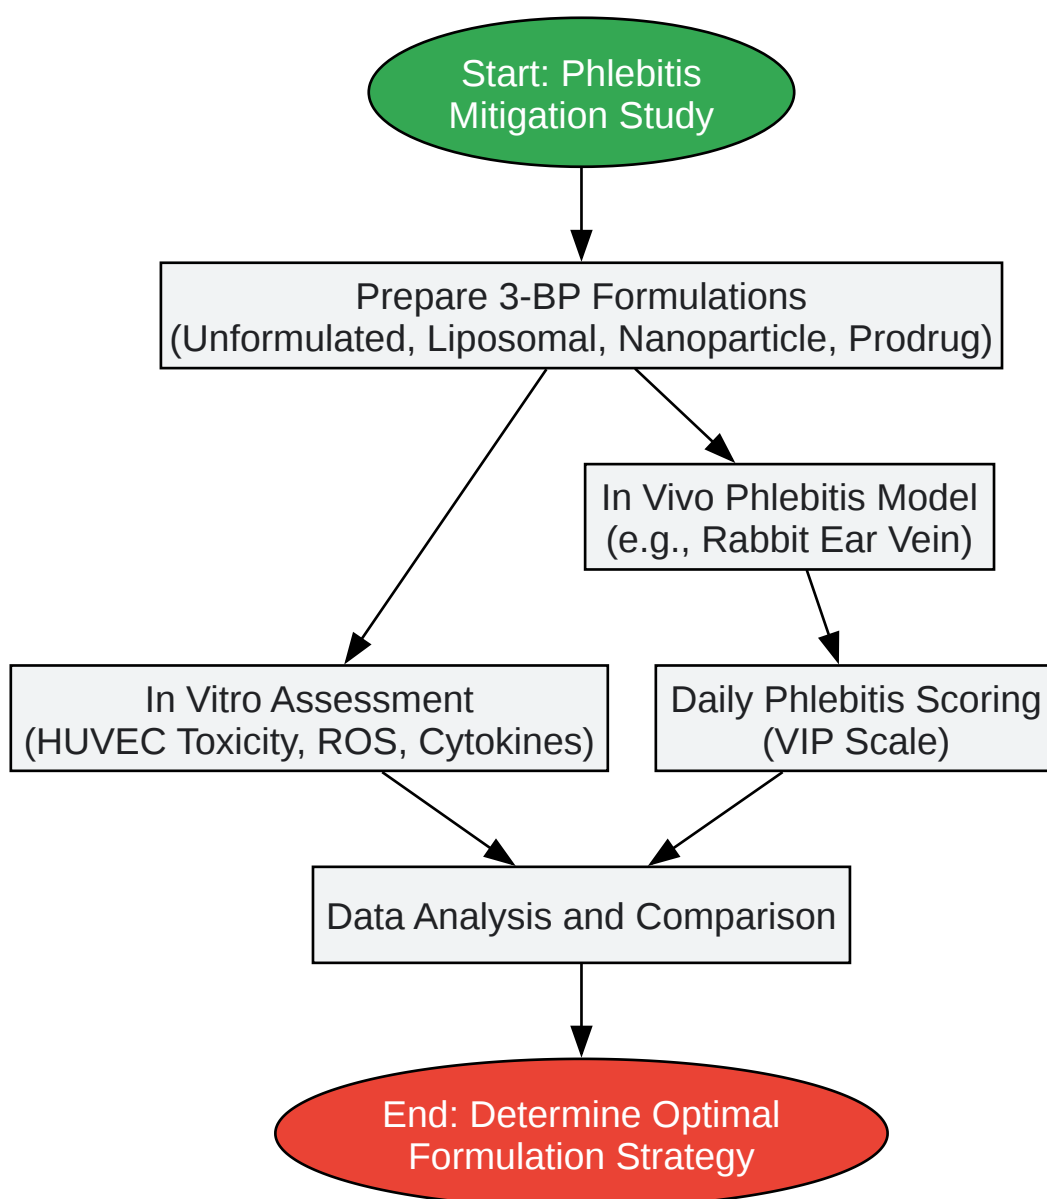 Start: Phlebitis
Mitigation Study
Prepare 3-BP Formulations
(Unformulated, Liposomal, Nanoparticle, Prodrug)
In Vivo Phlebitis Model
(e.g., Rabbit Ear Vein)
In Vitro Assessment
(HUVEC Toxicity, ROS, Cytokines)
Daily Phlebitis Scoring
(VIP Scale)
Data Analysis and Comparison
End: Determine Optimal
Formulation Strategy